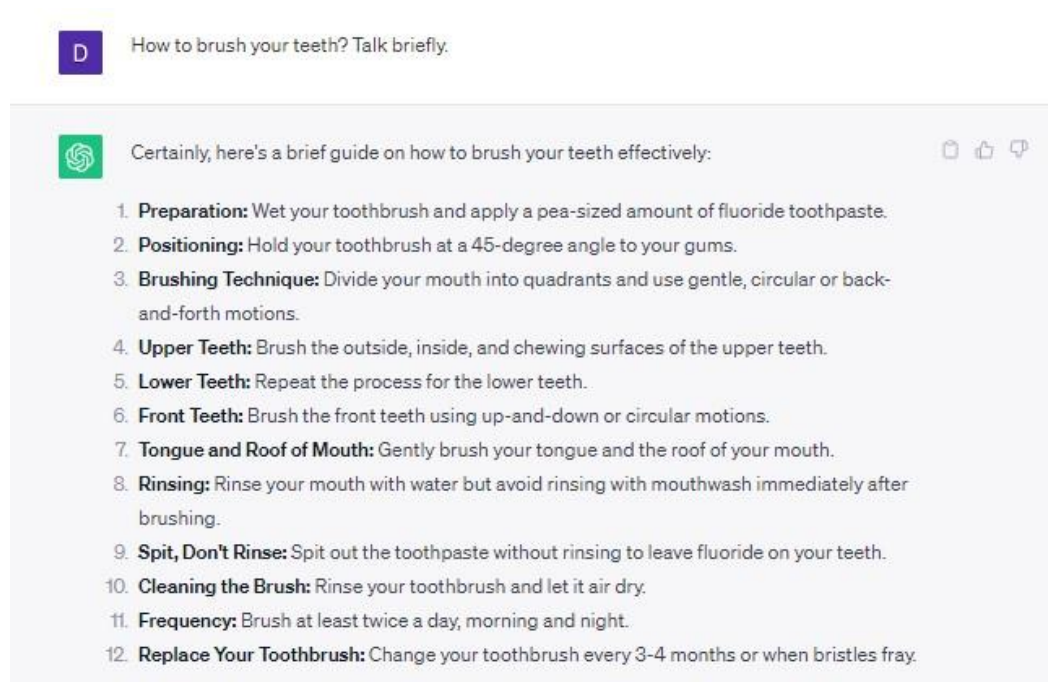 D
How to brush your teeth? Talk briefly.
Certainly, here's a brief guide on how to brush your teeth effectively:
1. Preparation: Wet your toothbrush and apply a pea-sized amount of fluoride toothpaste.
2. Positioning: Hold your toothbrush at a 45-degree angle to your gums.
3. Brushing Technique: Divide your mouth into quadrants and use gentle, circular or back-
and-forth motions.
4. Upper Teeth: Brush the outside, inside, and chewing surfaces of the upper teeth.
5. Lower Teeth: Repeat the process for the lower teeth.
6. Front Teeth: Brush the front teeth using up-and-down or circular motions.
7. Tongue and Roof of Mouth: Gently brush your tongue and the roof of your mouth.
8. Rinsing: Rinse your mouth with water but avoid rinsing with mouthwash immediately after
brushing.
9. Spit, Don't Rinse: Spit out the toothpaste without rinsing to leave fluoride on your teeth.
10. Cleaning the Brush: Rinse your toothbrush and let it air dry.
11. Frequency: Brush at least twice a day, morning and night.
12. Replace Your Toothbrush: Change your toothbrush every 3-4 months or when bristles fray.